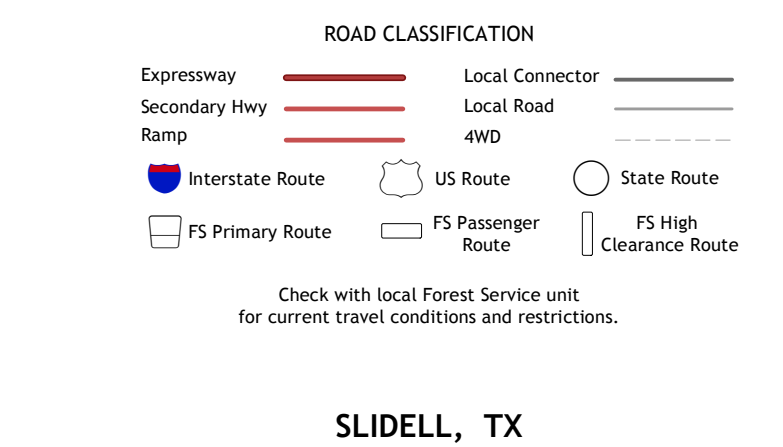 ROAD CLASSIFICATION
Expressway
Local Connector
Secondary Hwy
Local Road
Ramp
4WD
Interstate Route
US Route
State Route
FS Primary Route
FS Passenger
Route
FS High
Clearance Route
Check with local Forest Service unit
for current travel conditions and restrictions.
SLIDELL, TX